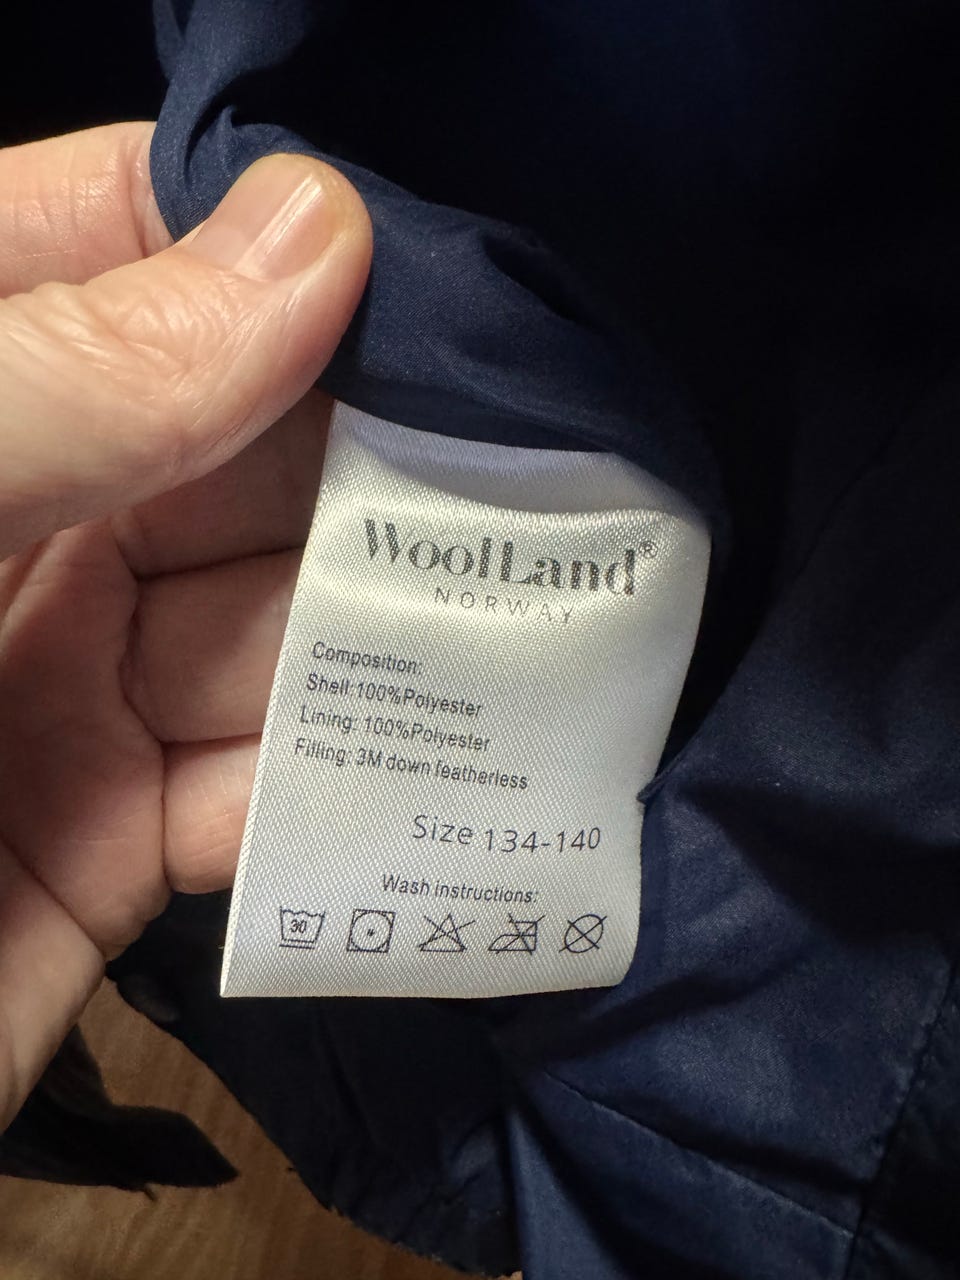 WoolLand®
NORWAY
Composition:
Shell:100%Polyester
Lining: 100%Polyester
Filling: 3M down featherless
Size 134-140
Wash instructions:
30